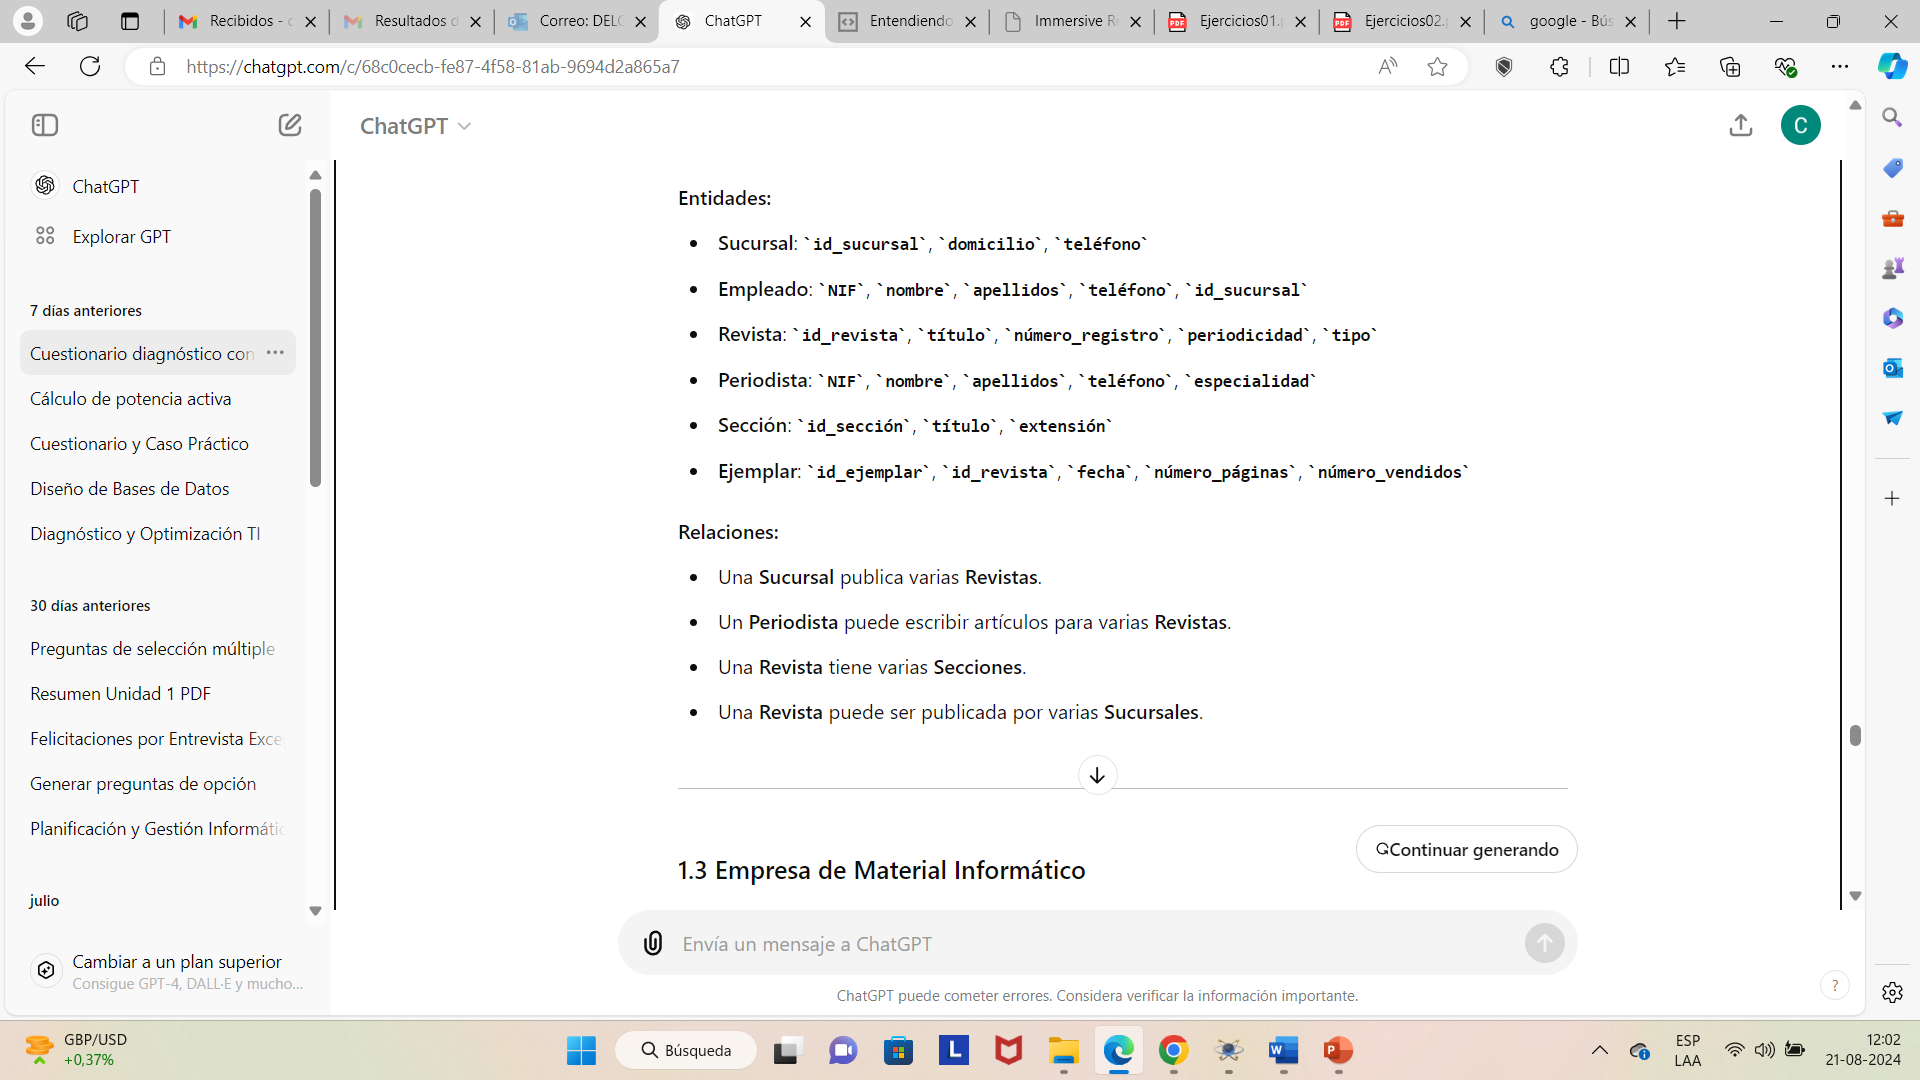 Recibidos - c
Resultados d
Correo: DELC
ChatGPT
Entendiendo
Immersive Re
Ejercicios01.p
Ejercicios02.p
google - Bús
https://chatgpt.com/c/68c0cecb-fe87-4f58-81ab-9694d2a865a7
ChatGPT
C
ChatGPT
Explorar GPT
7 días anteriores
Cuestionario diagnóstico con
Cálculo de potencia activa
Cuestionario y Caso Práctico
Diseño de Bases de Datos
Diagnóstico y Optimización TI
30 días anteriores
Preguntas de selección múltiple
Resumen Unidad 1 PDF
Felicitaciones por Entrevista Exce
Generar preguntas de opción
Planificación y Gestión Informátic
julio
Cambiar a un plan superior
Consigue GPT-4, DALL·E y mucho...
Entidades:
• Sucursal: `id_sucursal`, `domicilio`, `teléfono`
• Empleado: `NIF`, `nombre`, `apellidos`, `teléfono`, `id_sucursal`
• Revista: `id_revista`, `título`, `número_registro`, `periodicidad`, `tipo`
• Periodista: `NIF`, `nombre`, `apellidos`, `teléfono`, `especialidad`
• Sección: `id_sección`, `título`, `extensión`
• Ejemplar: `id_ejemplar`, `id_revista`, `fecha`, `número_páginas`, `número_vendidos`
Relaciones:
• Una Sucursal publica varias Revistas.
• Un Periodista puede escribir artículos para varias Revistas.
• Una Revista tiene varias Secciones.
• Una Revista puede ser publicada por varias Sucursales.
Continuar generando
1.3 Empresa de Material Informático
Envía un mensaje a ChatGPT
ChatGPT puede cometer errores. Considera verificar la información importante.
?
GBP/USD
+0,37%
Búsqueda
ESP
LAA
12:02
21-08-2024